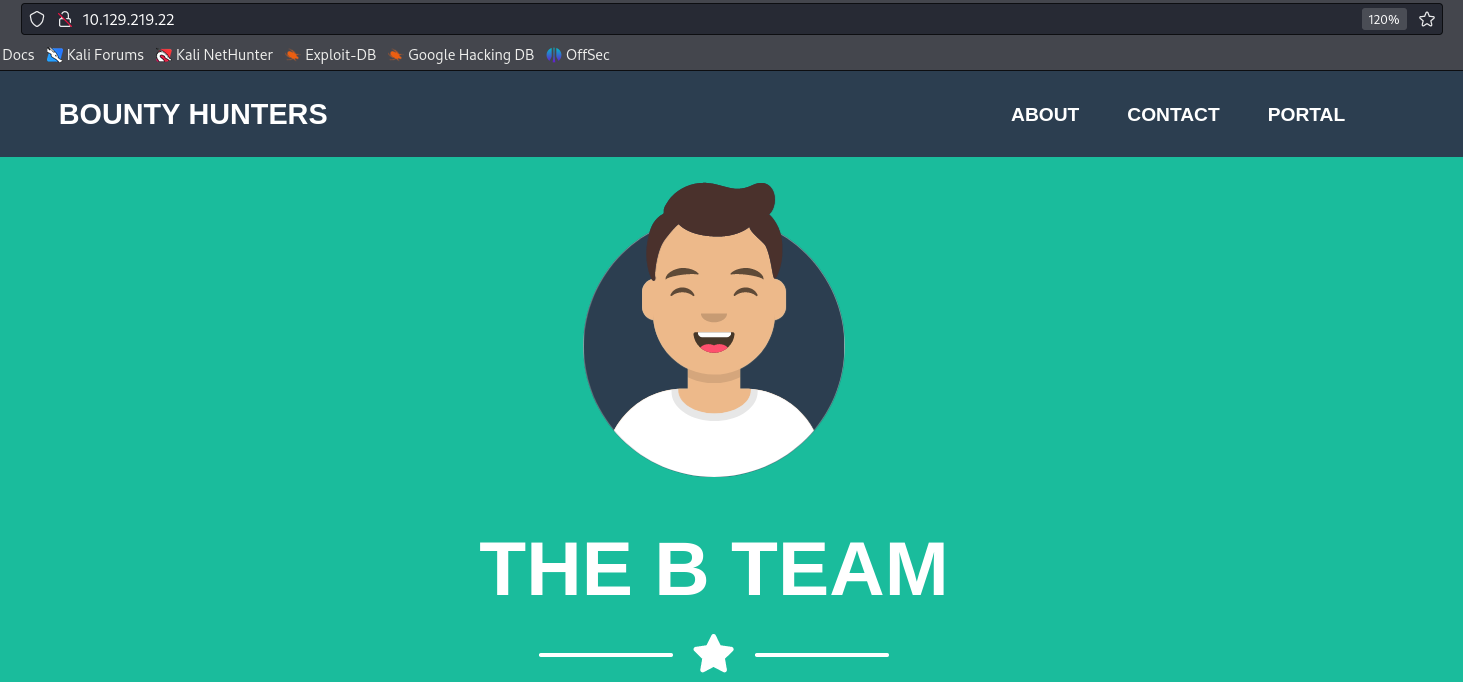 10.129.219.22 120%
Docs Kali Forums Kali NetHunter Exploit-DB Google Hacking DB OffSec
BOUNTY HUNTERS ABOUT CONTACT PORTAL
THE B TEAM